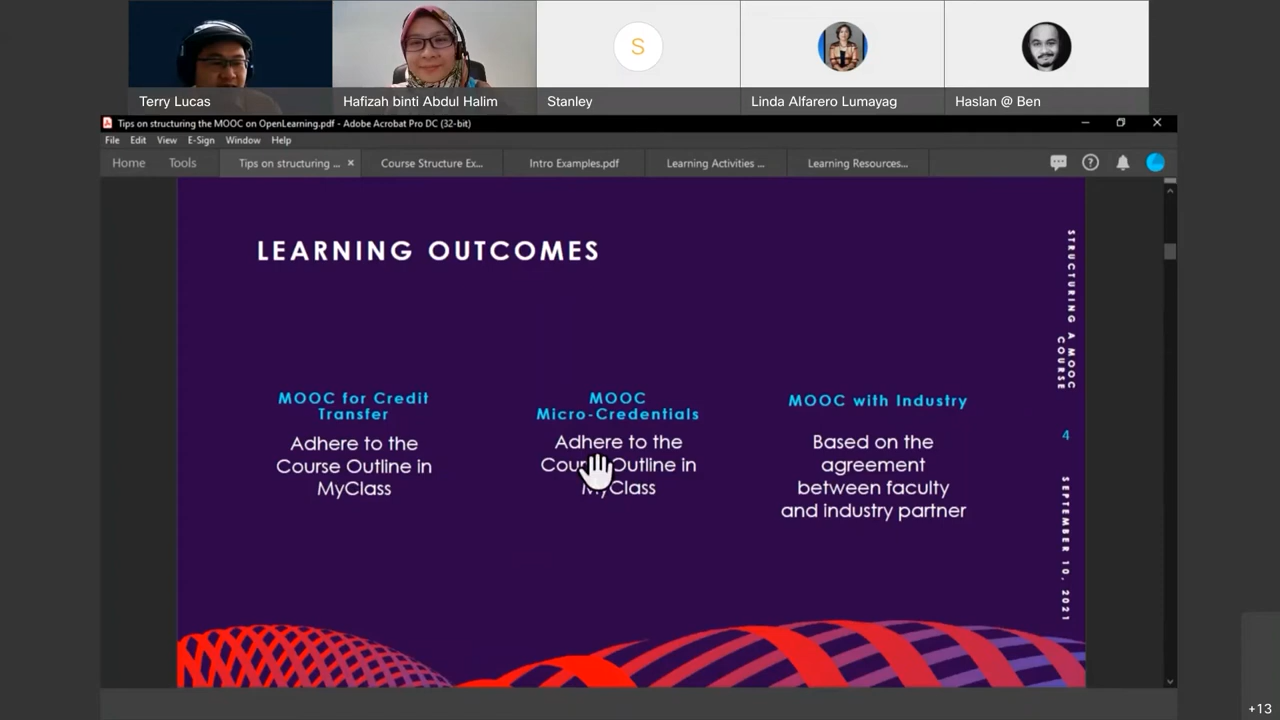 S
Terry Lucas
Hafizah binti Abdul Halim
Stanley
Linda Alfarero Lumayag
Haslan @ Ben
Tips on structuring the MOOC on OpenLearning.pdf - Adobe Acrobat Pro DC (32-bit)
File Edit View E-Sign Window Help
Home Tools Tips on structuring ... × Course Structure Ex... Intro Examples.pdf Learning Activities ... Learning Resources...
LEARNING OUTCOMES
MOOC for Credit
Transfer
Adhere to the
Course Outline in
MyClass
MOOC
Micro-Credentials
Adhere to the
Course Outline in
MyClass
MOOC with Industry
Based on the
agreement
between faculty
and industry partner
STRUCTURING A MOOC
COURSE
4
SEPTEMBER 10, 2021
+13